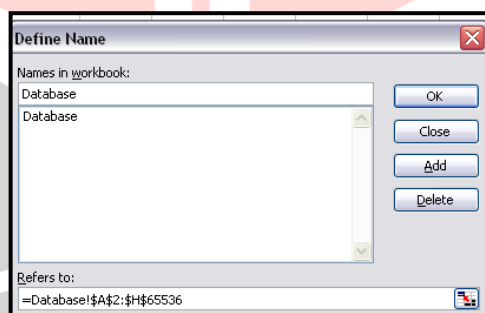 Define Name
Names in workbook:
Database
OK
Database
Close
Add
Delete
Refers to:
=Database!$A$2:$H$65536